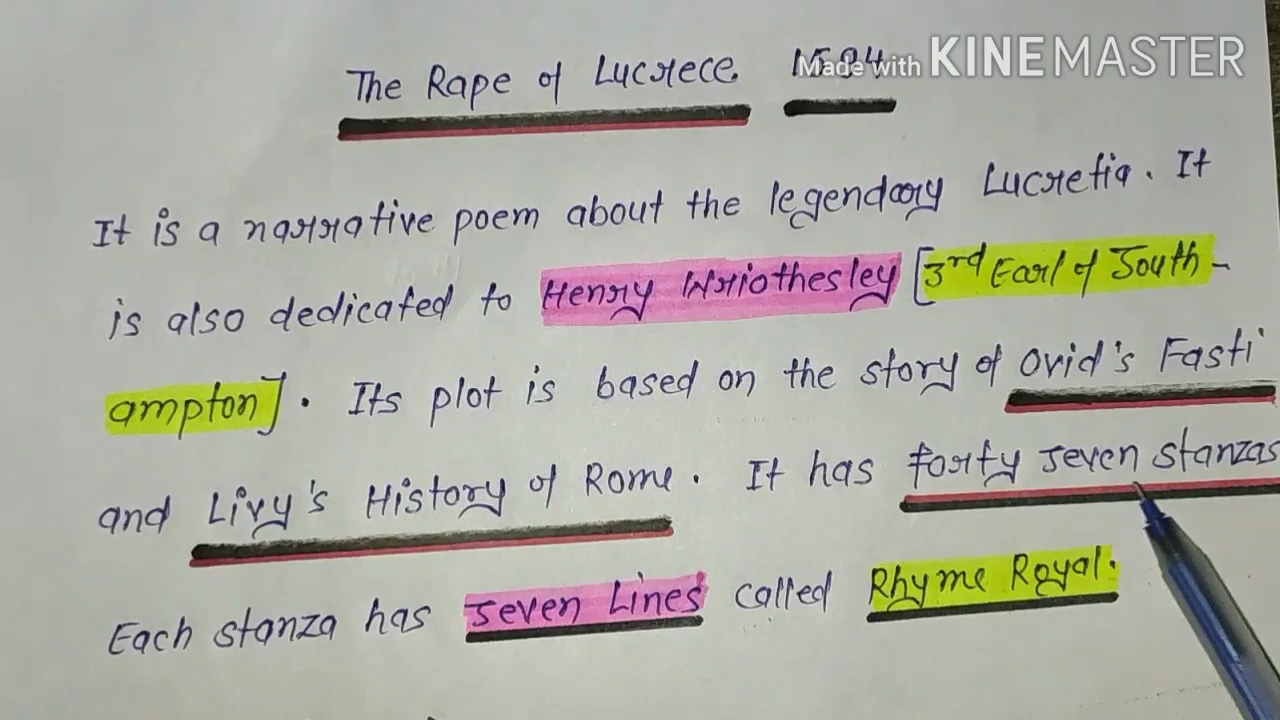 The Rape of Lucrece. 1594
Made with KINEMASTER
It is a narrative poem about the legendary Lucretia. It
is also dedicated to Henry Wriothesley [3rd Earl of South-
ampton]. Its plot is based on the story of Ovid's Fasti
and Livy's History of Rome. It has forty seven stanzas
Each stanza has seven Lines called Rhyme Royal.